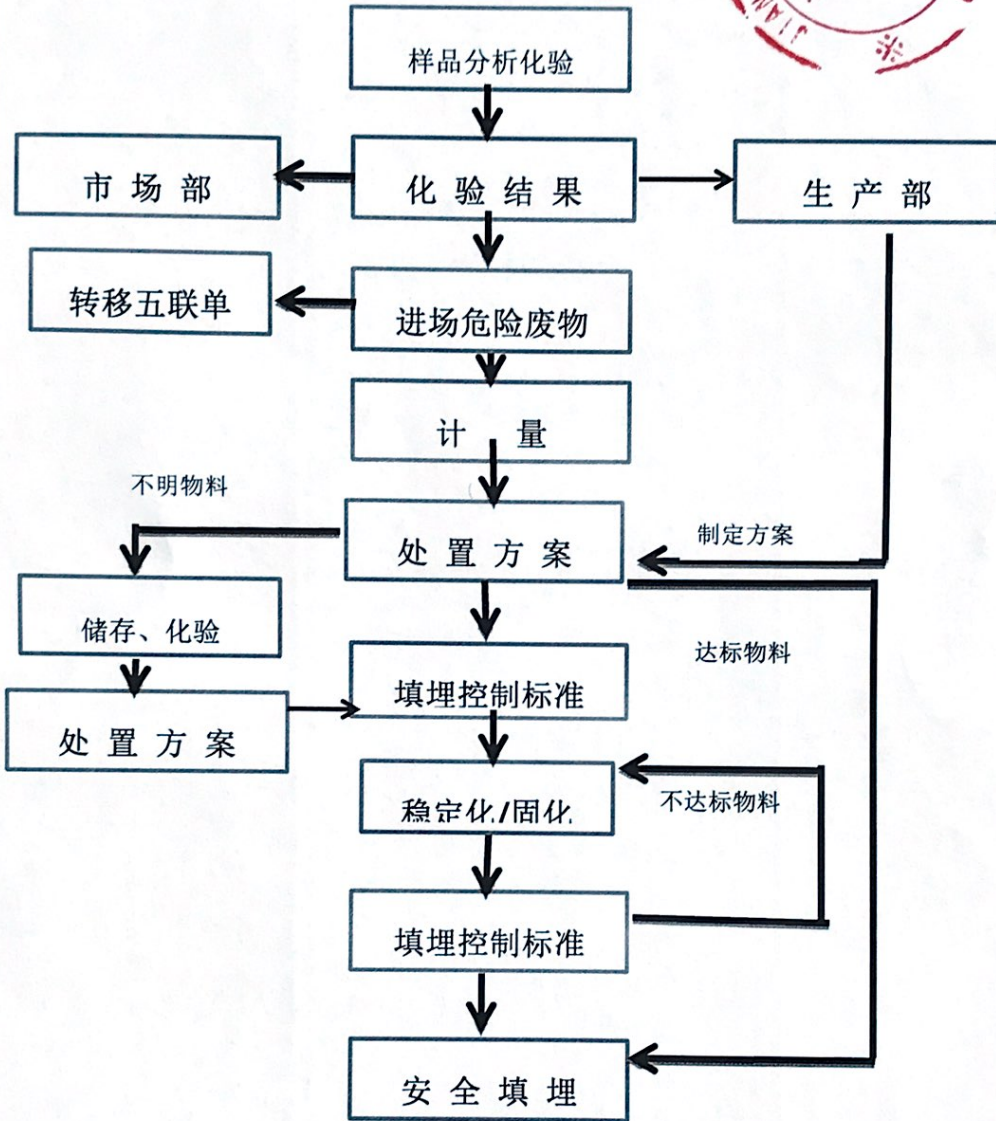 JIAN
样品分析化验
市 场 部
化 验 结 果
生 产 部
转移五联单
进场危险废物
计 量
不明物料
处 置 方 案
制定方案
储存、化验
填埋控制标准
达标物料
处 置 方 案
稳定化/固化
不达标物料
填埋控制标准
安 全 填 埋